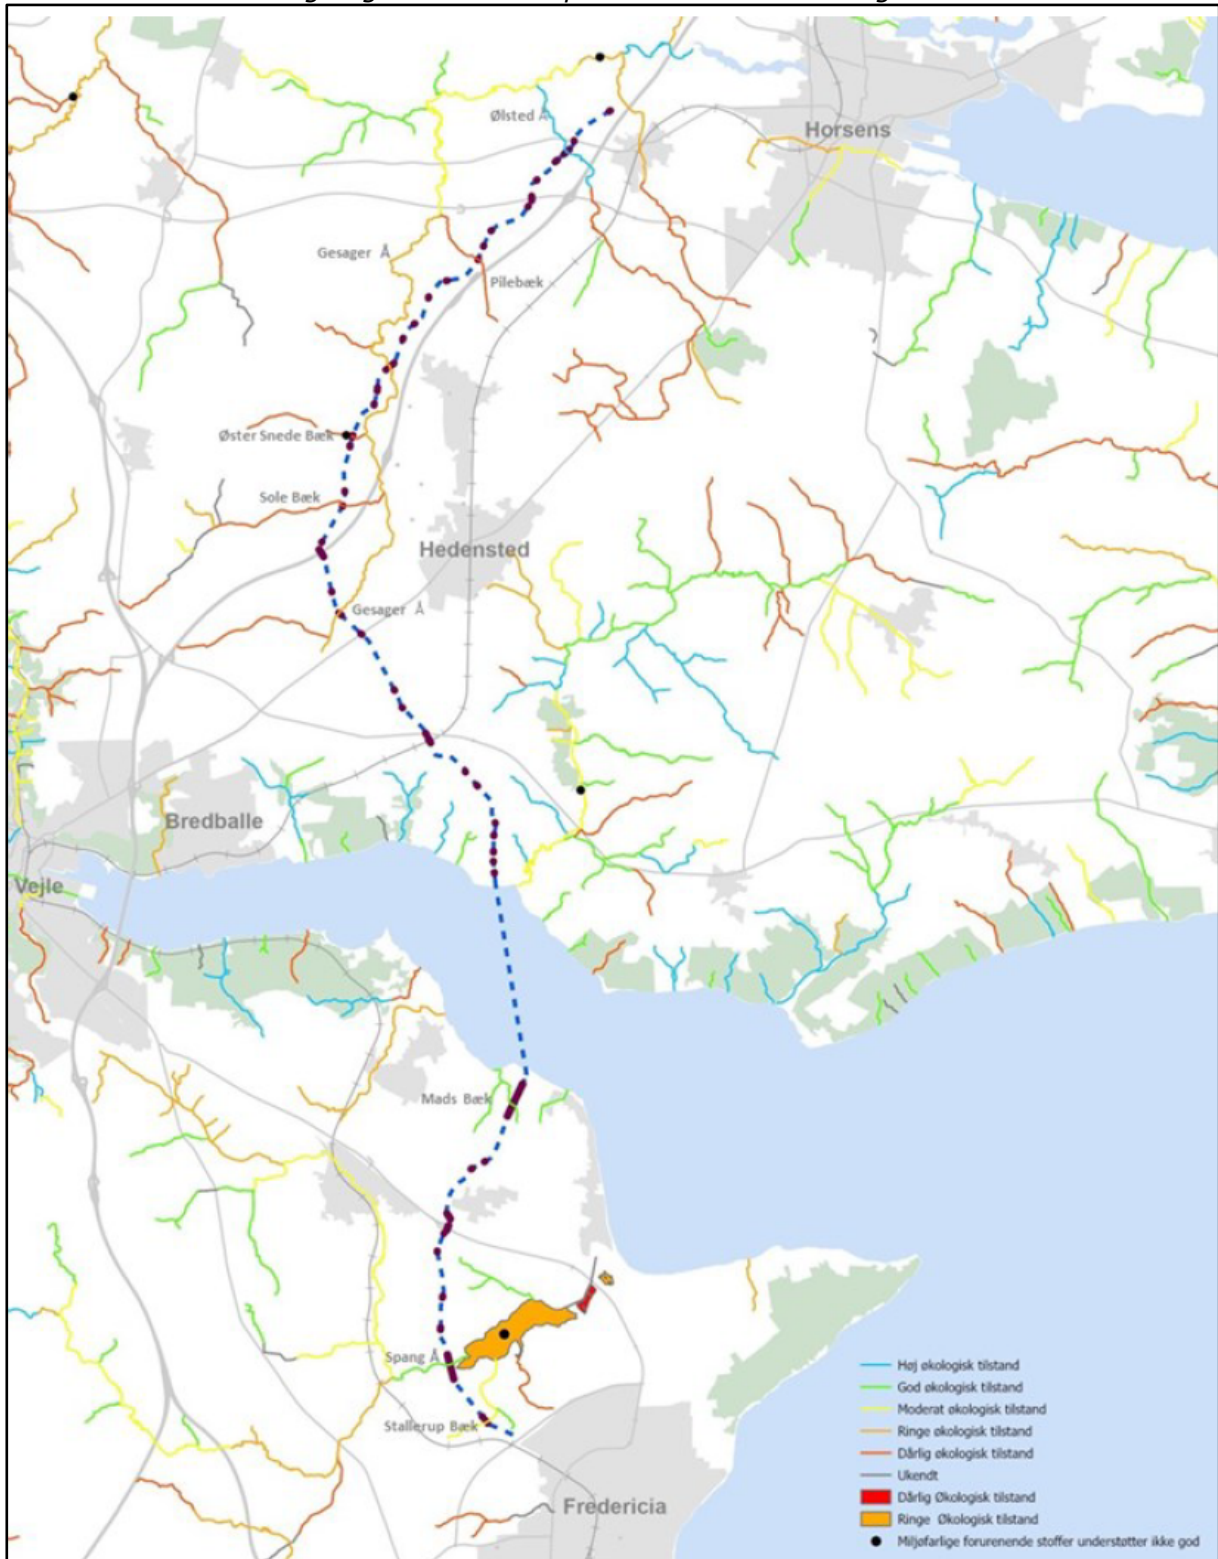 Ølsted Å
Horsens
Gesager Å
Pilebæk
Øster Snede Bæk
Sole Bæk
Hedensted
Gesager Å
Bredballe
Vejle
Mads Bæk
Spang Å
Stallerup Bæk
Fredericia
Høj økologisk tilstand
God økologisk tilstand
Moderat økologisk tilstand
Ringe økologisk tilstand
Dårlig økologisk tilstand
Ukendt
Dårlig Økologisk tilstand
Ringe Økologisk tilstand
Miljøfarlige forurenende stoffer understøtter ikke god